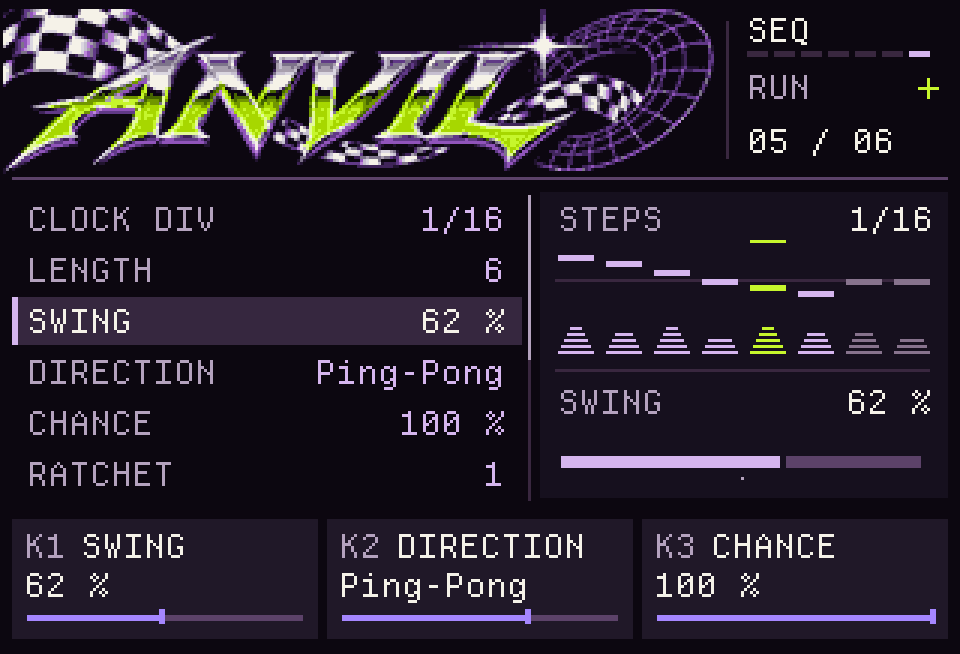 ANVIL
SEQ
RUN +
05 / 06
CLOCK DIV 1/16
LENGTH 6
SWING 62 %
DIRECTION Ping-Pong
CHANCE 100 %
RATCHET 1
STEPS 1/16
SWING 62 %
K1 SWING
62 %
K2 DIRECTION
Ping-Pong
K3 CHANCE
100 %